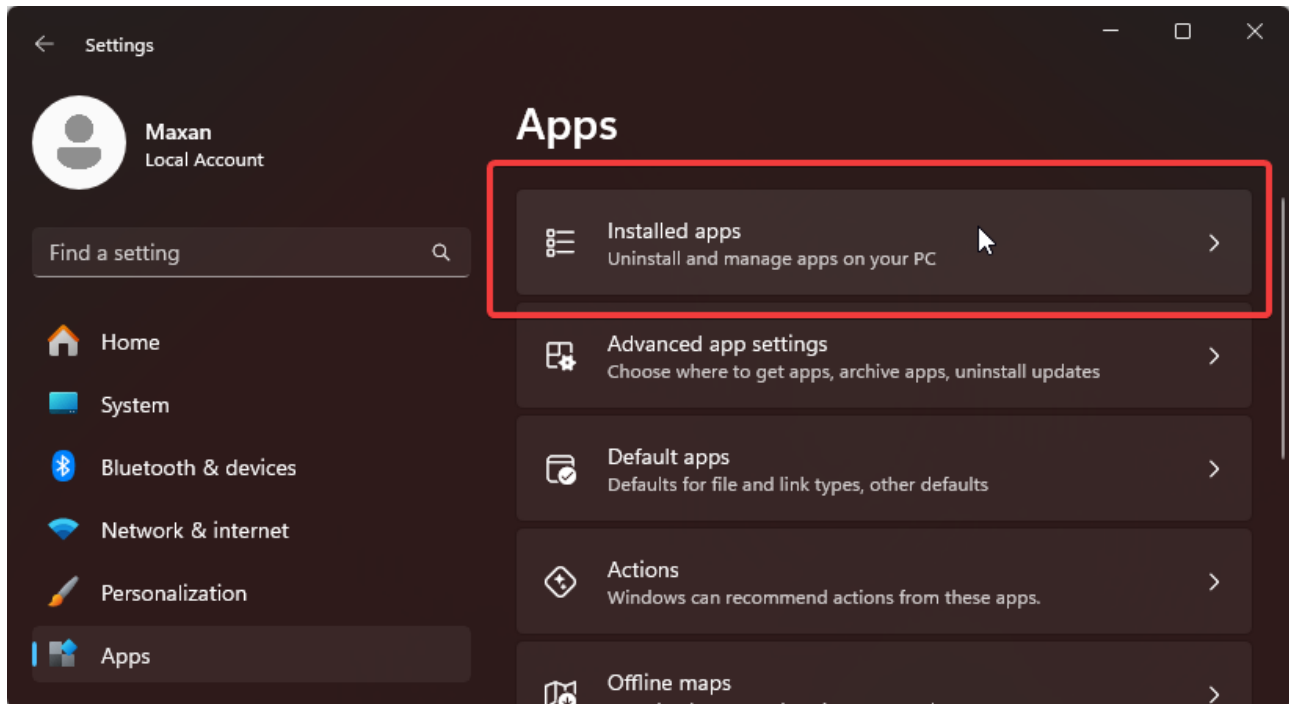 Settings
Maxan
Local Account
Find a setting
Home
System
Bluetooth & devices
Network & internet
Personalization
Apps
Apps
Installed apps
Uninstall and manage apps on your PC
Advanced app settings
Choose where to get apps, archive apps, uninstall updates
Default apps
Defaults for file and link types, other defaults
Actions
Windows can recommend actions from these apps.
Offline maps